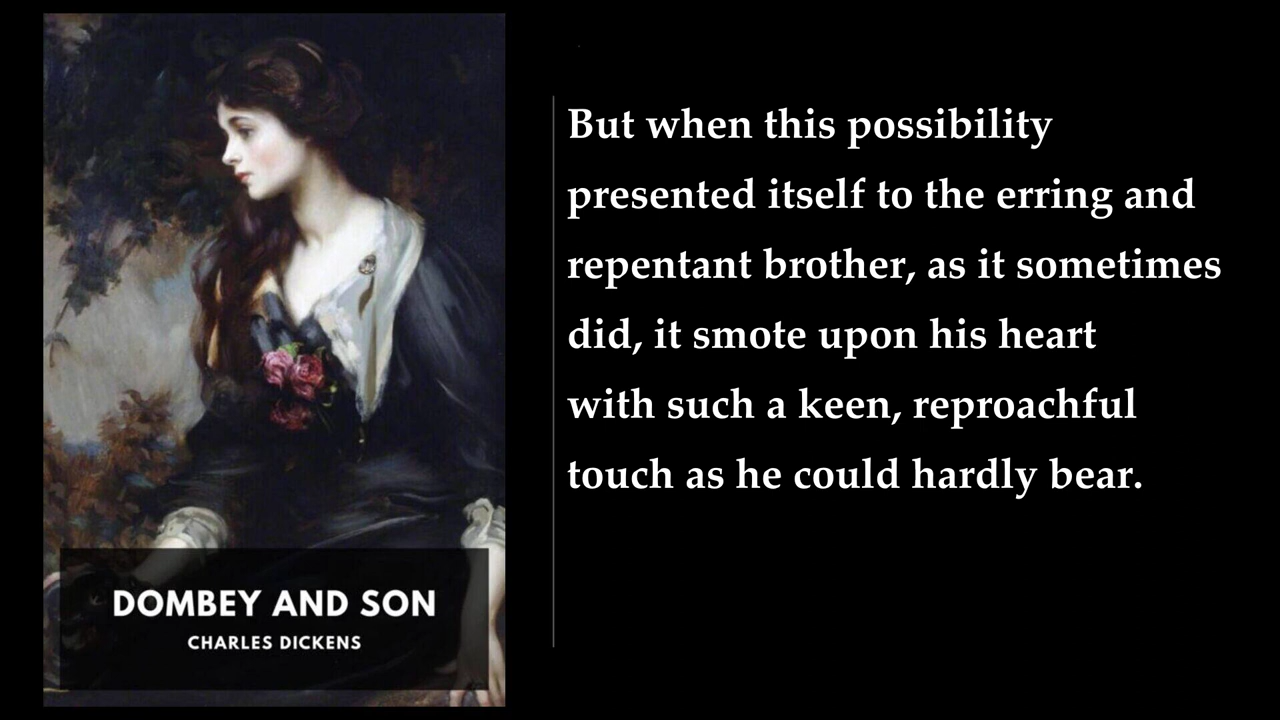 DOMBEY AND SON
CHARLES DICKENS
But when this possibility
presented itself to the erring and
repentant brother, as it sometimes
did, it smote upon his heart
with such a keen, reproachful
touch as he could hardly bear.